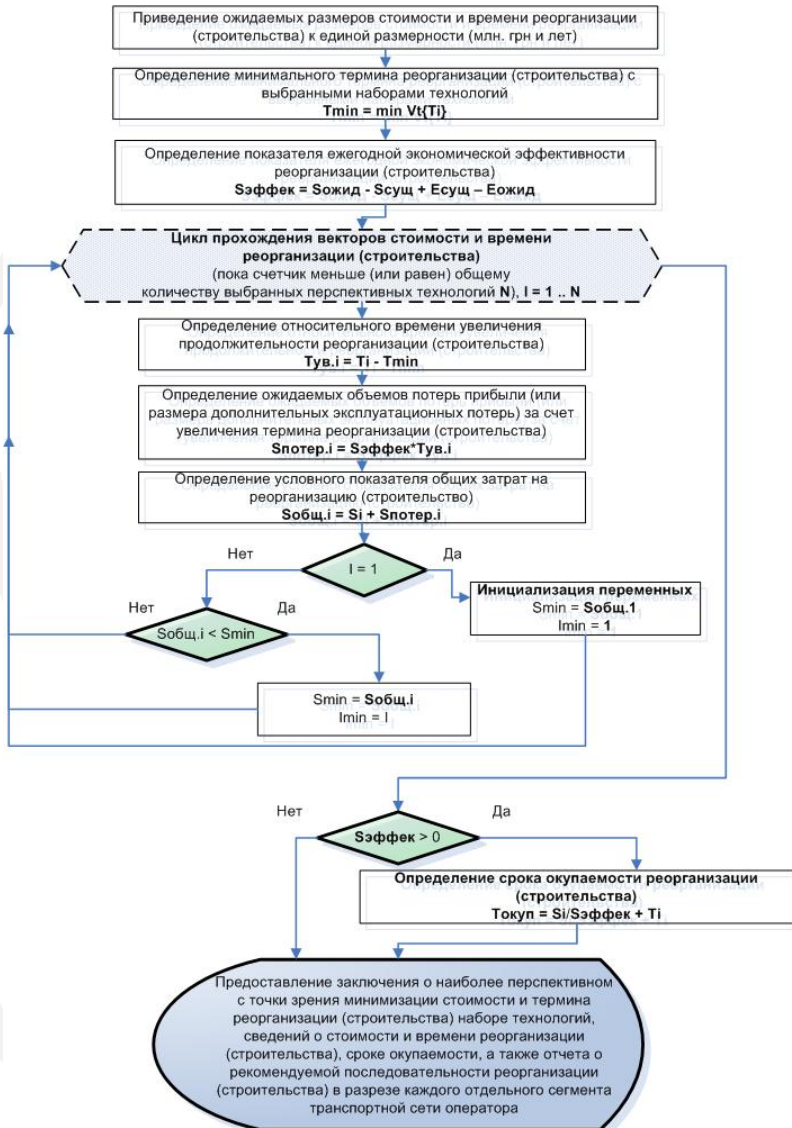 Приведение ожидаемых размеров стоимости и времени реорганизации
(строительства) к единой размерности (млн. грн и лет)
Определение минимального термина реорганизации (строительства) с
выбранными наборами технологий
Tmin = min Vt{Ti}
Определение показателя ежегодной экономической эффективности
реорганизации (строительства)
Sэффек = Sожид - Sсущ + Eсущ – Eожид
Цикл прохождения векторов стоимости и времени
реорганизации (строительства)
(пока счетчик меньше (или равен) общему
количеству выбранных перспективных технологий N), I = 1 .. N
Определение относительного времени увеличения
продолжительности реорганизации (строительства)
Tув.i = Ti - Tmin
Определение ожидаемых объемов потерь прибыли (или
размера дополнительных эксплуатационных потерь) за счет
увеличения термина реорганизации (строительства)
Sпотер.i = Sэффек*Tув.i
Определение условного показателя общих затрат на
реорганизацию (строительство)
Sобщ.i = Si + Sпотер.i
Нет
Да
I = 1
Инициализация переменных
Smin = Sобщ.1
Imin = 1
Нет
Да
Sобщ.i < Smin
Smin = Sобщ.i
Imin = I
Нет
Да
Sэффек > 0
Определение срока окупаемости реорганизации
(строительства)
Tокуп = Si/Sэффек + Ti
Предоставление заключения о наиболее перспективном
с точки зрения минимизации стоимости и термина
реорганизации (строительства) наборе технологий,
сведений о стоимости и времени реорганизации
(строительства), сроке окупаемости, а также отчета о
рекомендуемой последовательности реорганизации
(строительства) в разрезе каждого отдельного сегмента
транспортной сети оператора